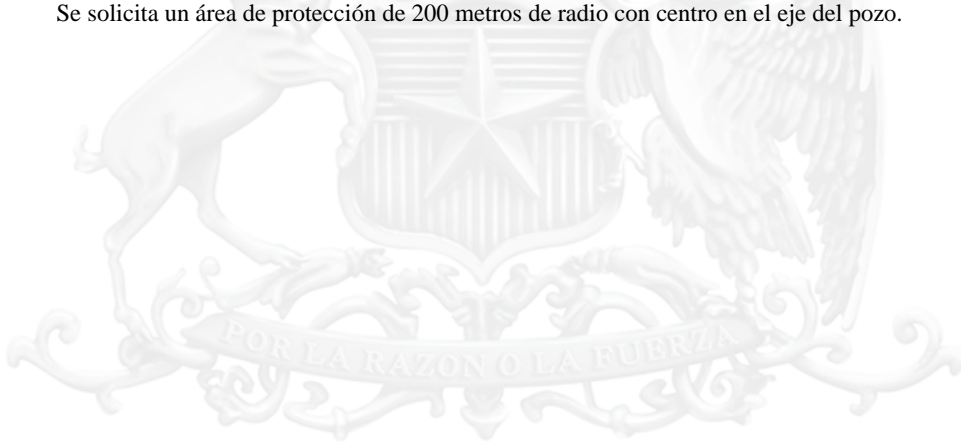 Se solicita un área de protección de 200 metros de radio con centro en el eje del pozo.
POR LA RAZON O LA FUERZA